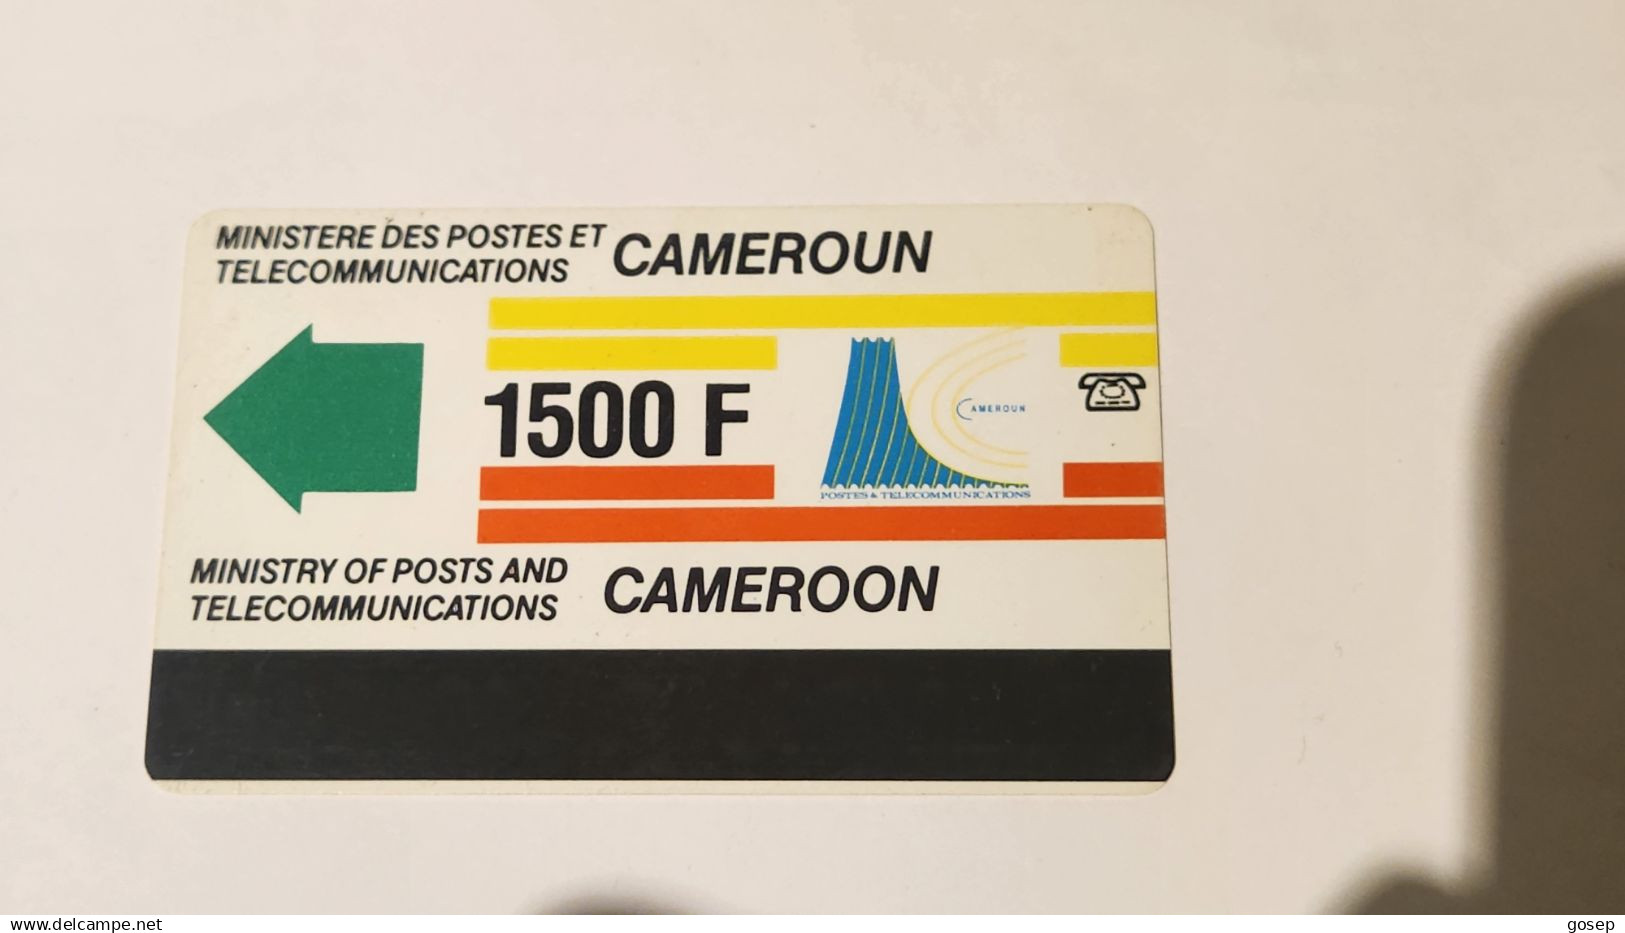 MINISTERE DES POSTES ET
TELECOMMUNICATIONS
CAMEROUN
1500 F
CAMEROUN
POSTES & TELECOMMUNICATIONS
MINISTRY OF POSTS AND
TELECOMMUNICATIONS
CAMEROON
www.delcampe.net
gosep